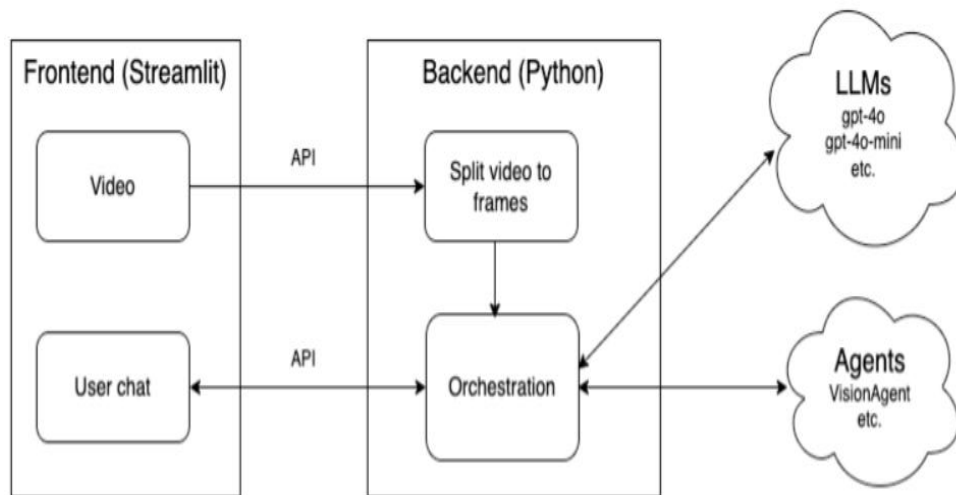 Frontend (Streamlit)
Video
API
User chat
API
Backend (Python)
Split video to
frames
Orchestration
LLMs
gpt-4o
gpt-4o-mini
etc.
Agents
VisionAgent
etc.